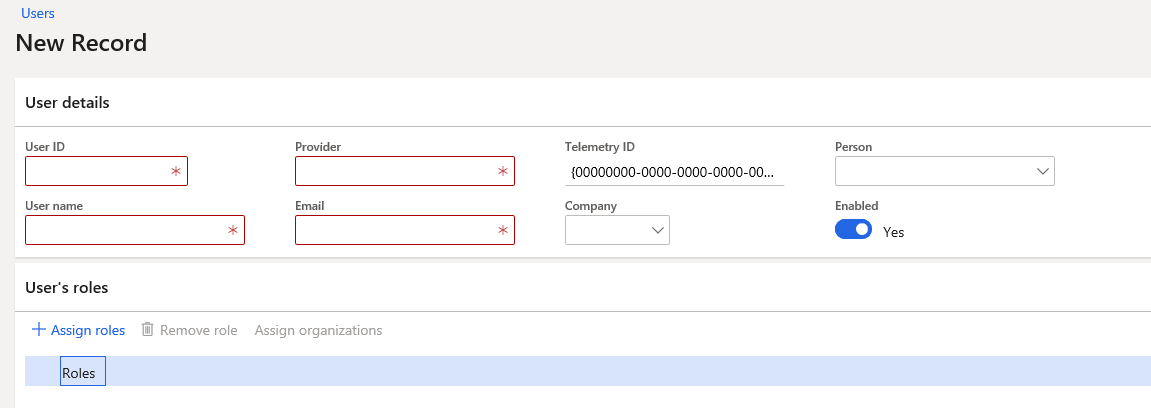 Users
New Record
User details
User ID
Provider
Telemetry ID
Person
*
*
{00000000-0000-0000-0000-00...
User name
Email
Company
Enabled
*
*
Yes
User's roles
+ Assign roles
Remove role
Assign organizations
Roles